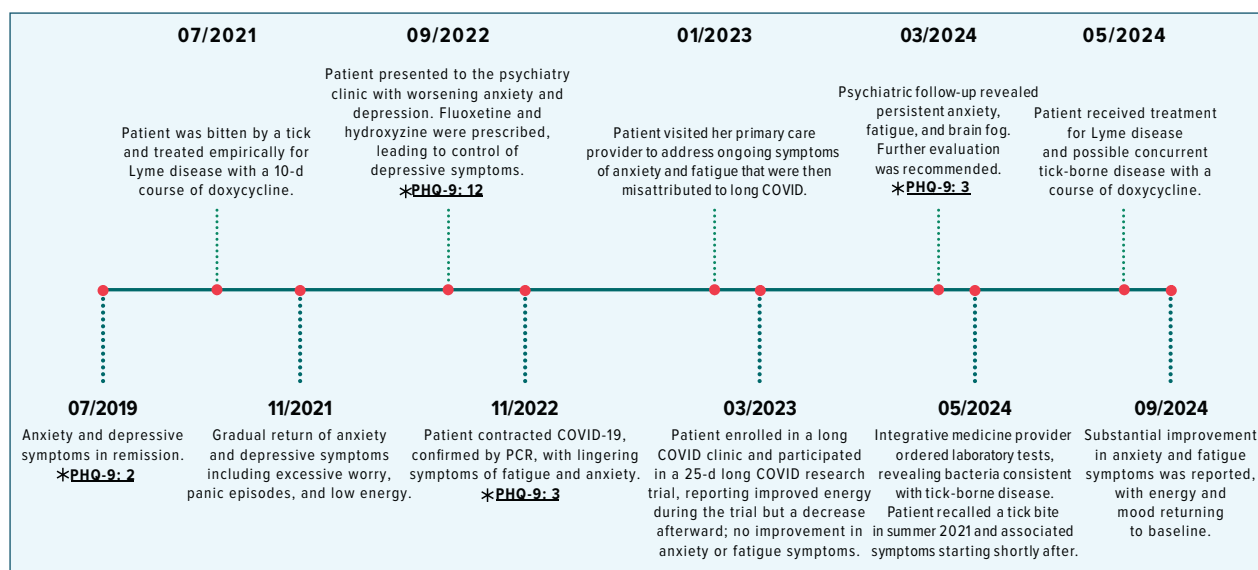 07/2021
Patient was bitten by a tick
and treated empirically for
Lyme disease with a 10-d
course of doxycycline.
09/2022
Patient presented to the psychiatry
clinic with worsening anxiety and
depression. Fluoxetine and
hydroxyzine were prescribed,
leading to control of
depressive symptoms.
*PHQ-9: 12
01/2023
Patient visited her primary care
provider to address ongoing symptoms
of anxiety and fatigue that were then
misattributed to long COVID.
03/2024
Psychiatric follow-up revealed
persistent anxiety,
fatigue, and brain fog.
Further evaluation
was recommended.
*PHQ-9: 3
05/2024
Patient received treatment
for Lyme disease
and possible concurrent
tick-borne disease with a
course of doxycycline.
07/2019
Anxiety and depressive
symptoms in remission.
*PHQ-9: 2
11/2021
Gradual return of anxiety
and depressive symptoms
including excessive worry,
panic episodes, and low energy.
11/2022
Patient contracted COVID-19,
confirmed by PCR, with lingering
symptoms of fatigue and anxiety.
*PHQ-9: 3
03/2023
Patient enrolled in a long
COVID clinic and participated
in a 25-d long COVID research
trial, reporting improved energy
during the trial but a decrease
afterward; no improvement in
anxiety or fatigue symptoms.
05/2024
Integrative medicine provider
ordered laboratory tests,
revealing bacteria consistent
with tick-borne disease.
Patient recalled a tick bite
in summer 2021 and associated
symptoms starting shortly after.
09/2024
Substantial improvement
in anxiety and fatigue
symptoms was reported,
with energy and
mood returning
to baseline.